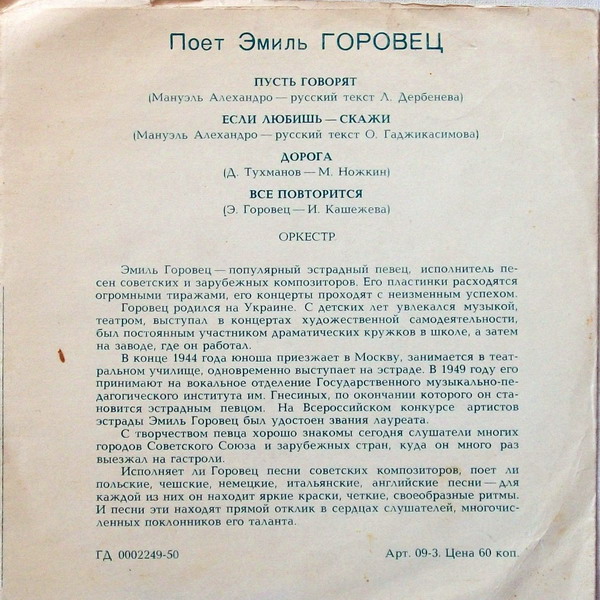 Поет Эмиль ГОРОВЕЦ
ПУСТЬ ГОВОРЯТ
(Мануэль Алехандро — русский текст Л. Дербенева)
ЕСЛИ ЛЮБИШЬ — СКАЖИ
(Мануэль Алехандро — русский текст О. Гаджикасимова)
ДОРОГА
(Д. Тухманов — М. Ножкин)
ВСЕ ПОВТОРИТСЯ
(Э. Горовец — И. Кашежева)
ОРКЕСТР
Эмиль Горовец — популярный эстрадный певец, исполнитель пе-
сен советских и зарубежных композиторов. Его пластинки расходятся
огромными тиражами, его концерты проходят с неизменным успехом.
Горовец родился на Украине. С детских лет увлекался музыкой,
театром, выступал в концертах художественной самодеятельности,
был постоянным участником драматических кружков в школе, а затем
на заводе, где он работал.
В конце 1944 года юноша приезжает в Москву, занимается в теат-
ральном училище, одновременно выступает на эстраде. В 1949 году его
принимают на вокальное отделение Государственного музыкально-пе-
дагогического института им. Гнесиных, по окончании которого он ста-
новится эстрадным певцом. На Всероссийском конкурсе артистов
эстрады Эмиль Горовец был удостоен звания лауреата.
С творчеством певца хорошо знакомы сегодня слушатели многих
городов Советского Союза и зарубежных стран, куда он много раз
выезжал на гастроли.
Исполняет ли Горовец песни советских композиторов, поет ли
польские, чешские, немецкие, итальянские, английские песни — для
каждой из них он находит яркие краски, четкие, своеобразные ритмы.
И песни эти находят прямой отклик в сердцах слушателей, многочис-
ленных поклонников его таланта.
ГД 0002249-50 Арт. 09-3. Цена 60 коп.